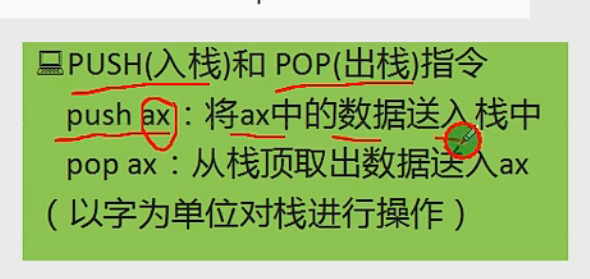 PUSH(入栈)和 POP(出栈)指令
push ax：将ax中的数据送入栈中
pop ax：从栈顶取出数据送入ax
（以字为单位对栈进行操作）